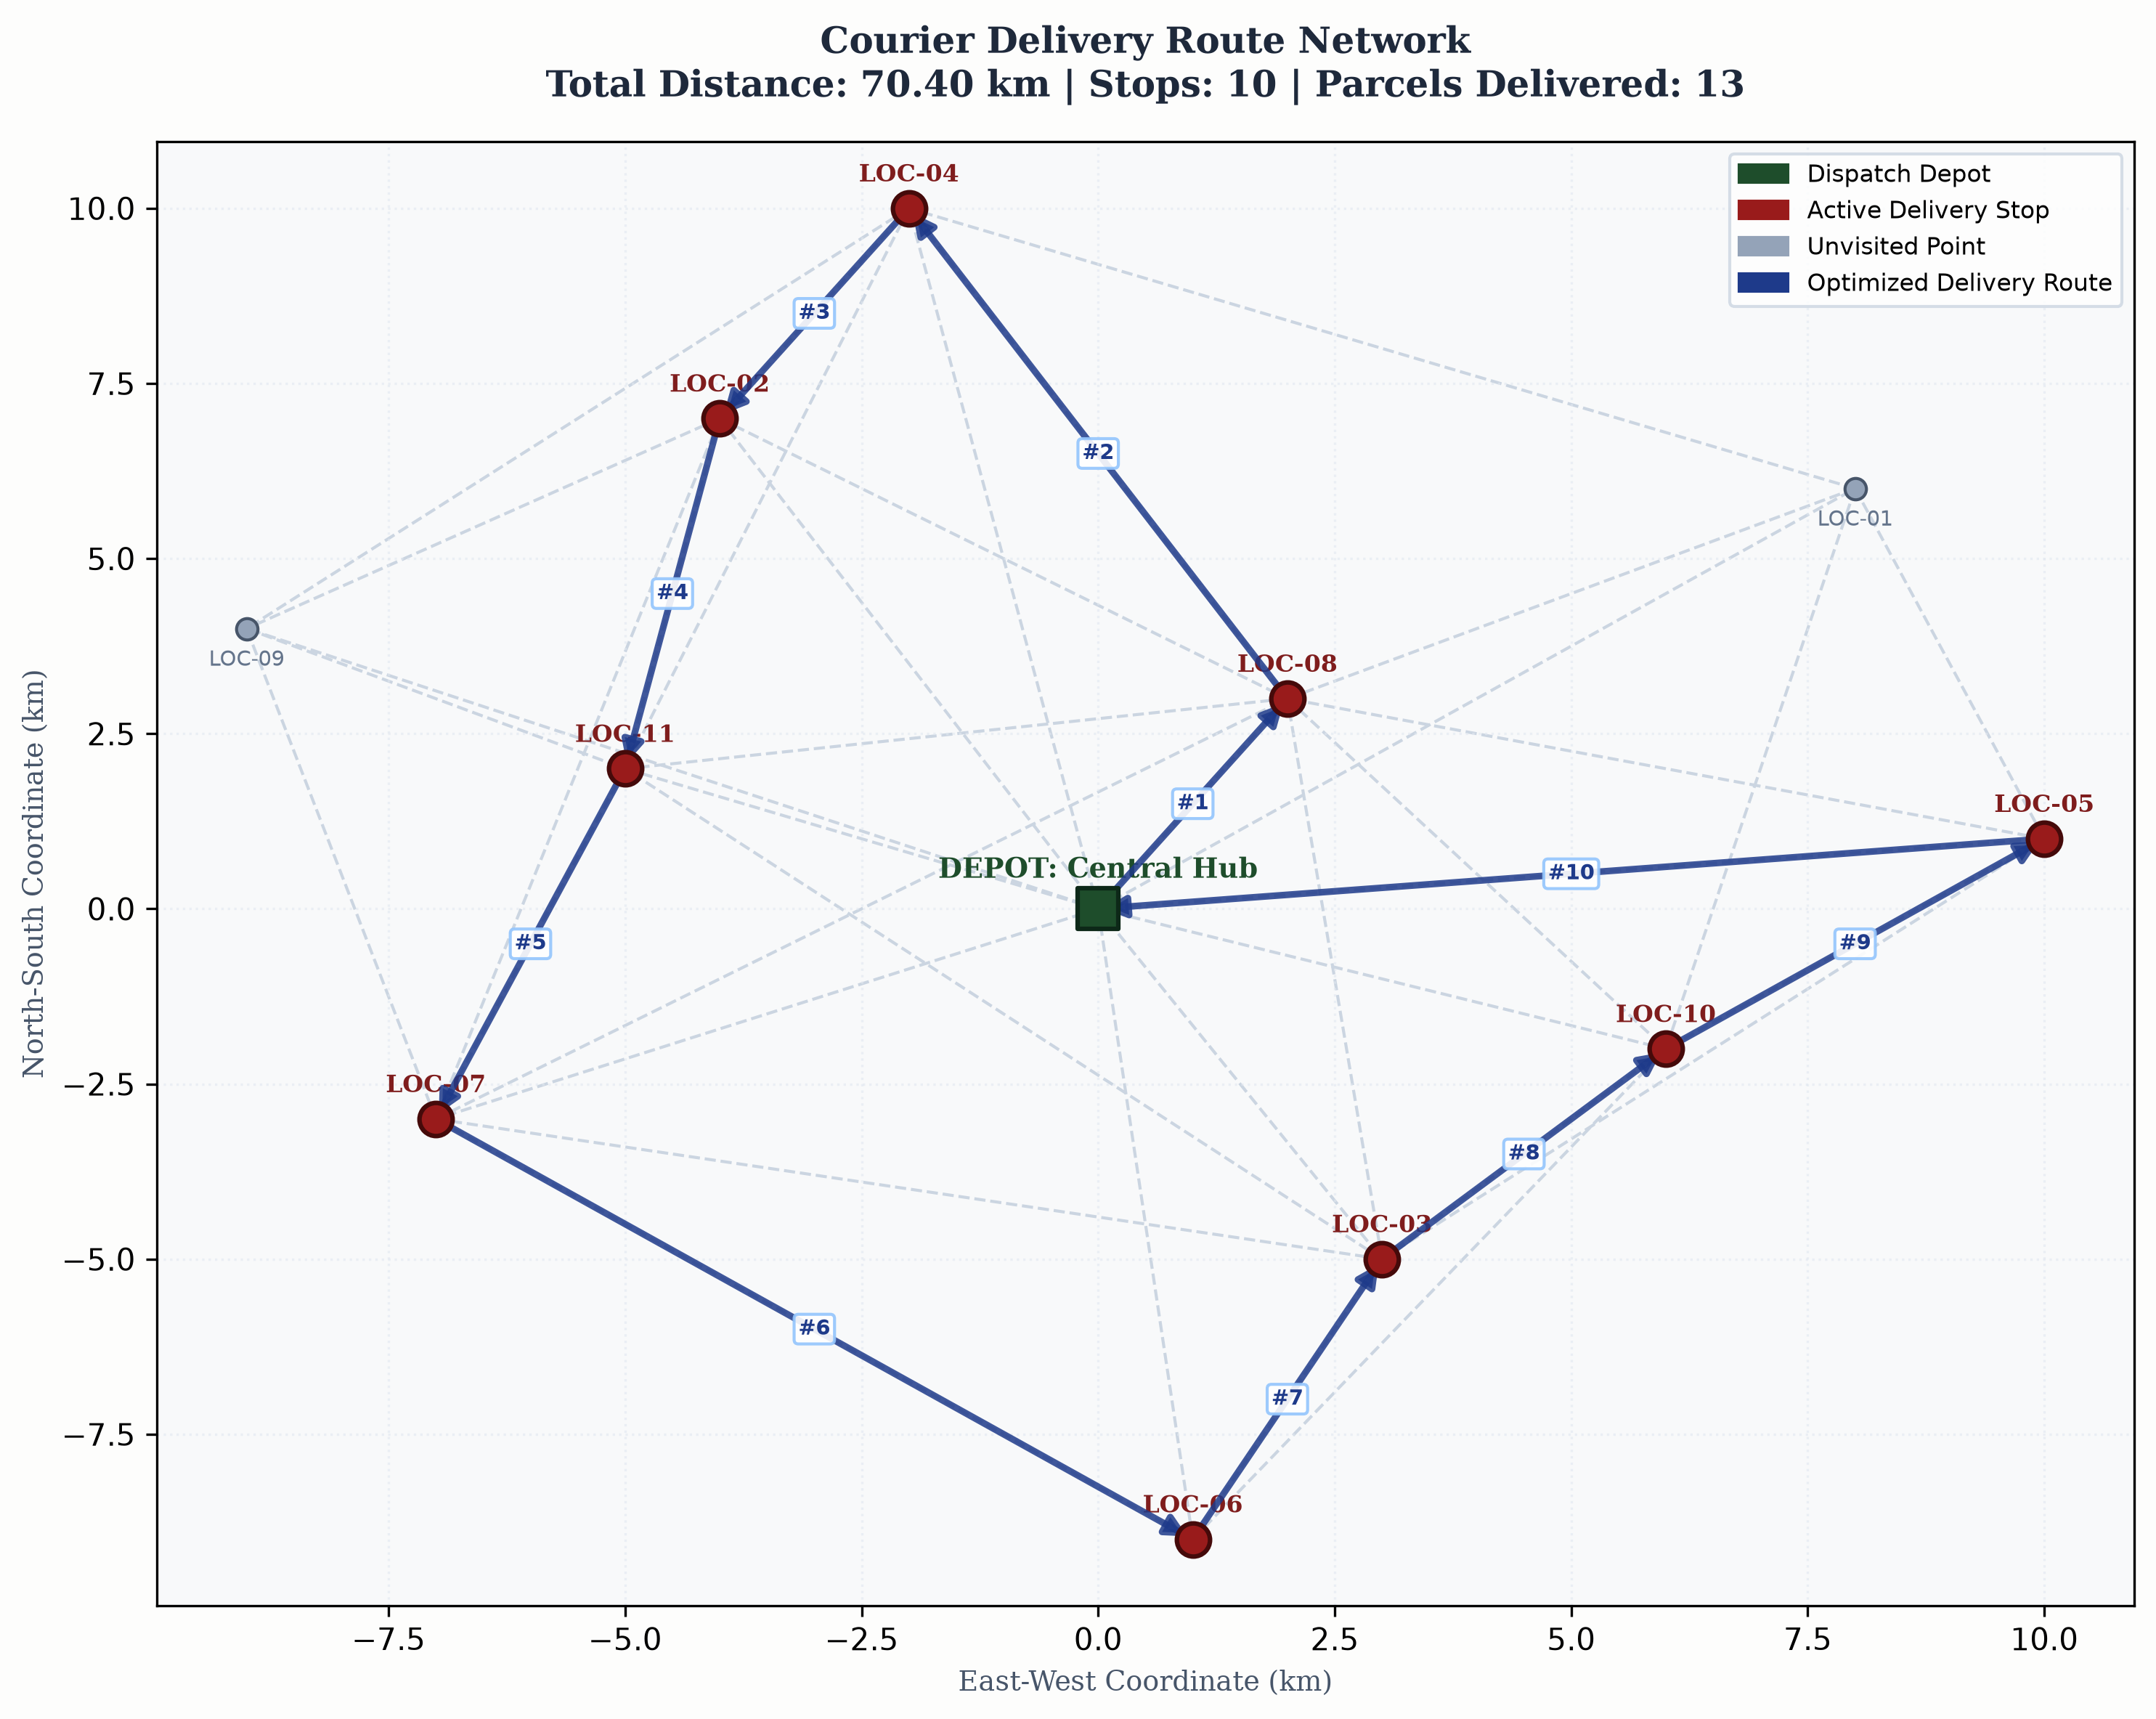 Courier Delivery Route Network
Total Distance: 70.40 km | Stops: 10 | Parcels Delivered: 13
Dispatch Depot
Active Delivery Stop
Unvisited Point
Optimized Delivery Route
LOC-04
#3
LOC-02
#2
LOC-01
#4
LOC-09
LOC-08
LOC-11
#1
LOC-05
DEPOT: Central Hub
#10
#5
#9
LOC-10
LOC-07
#8
LOC-03
#6
#7
LOC-06
10.0
7.5
5.0
2.5
0.0
−2.5
−5.0
−7.5
North-South Coordinate (km)
−7.5
−5.0
−2.5
0.0
2.5
5.0
7.5
10.0
East-West Coordinate (km)